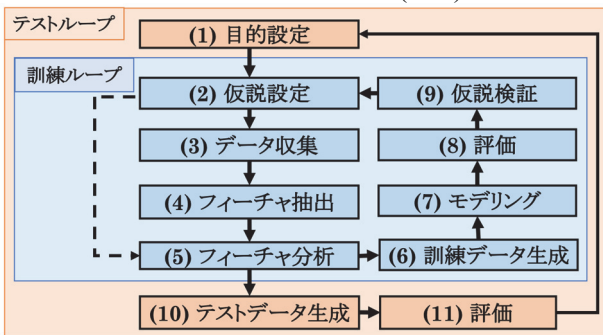 テストループ
(1) 目的設定
訓練ループ
(2) 仮説設定
(9) 仮説検証
(3) データ収集
(8) 評価
(4) フィーチャ抽出
(7) モデリング
(5) フィーチャ分析
(6) 訓練データ生成
(10) テストデータ生成
(11) 評価